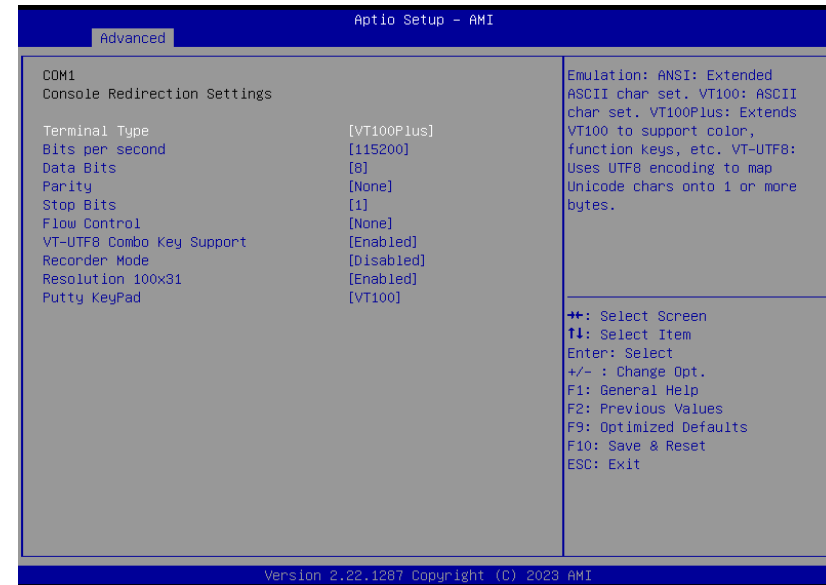 Aptio Setup – AMI
Advanced
COM1
Console Redirection Settings
Terminal Type [VT100Plus]
Bits per second [115200]
Data Bits [8]
Parity [None]
Stop Bits [1]
Flow Control [None]
VT-UTF8 Combo Key Support [Enabled]
Recorder Mode [Disabled]
Resolution 100x31 [Enabled]
Putty KeyPad [VT100]
Emulation: ANSI: Extended
ASCII char set. VT100: ASCII
char set. VT100Plus: Extends
VT100 to support color,
function keys, etc. VT-UTF8:
Uses UTF8 encoding to map
Unicode chars onto 1 or more
bytes.
→←: Select Screen
↑↓: Select Item
Enter: Select
+/- : Change Opt.
F1: General Help
F2: Previous Values
F9: Optimized Defaults
F10: Save & Reset
ESC: Exit
Version 2.22.1287 Copyright (C) 2023 AMI